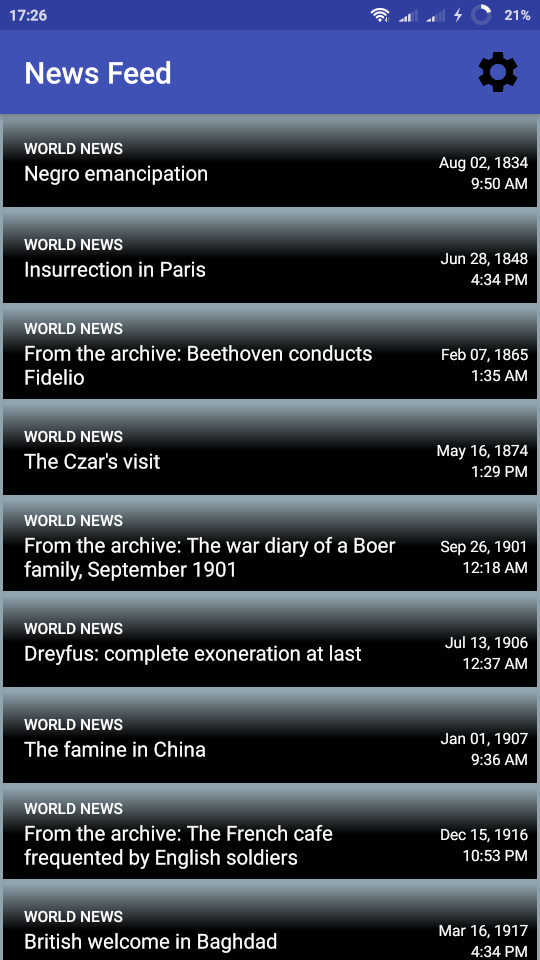 17:26
21%
News Feed
WORLD NEWS
Negro emancipation
Aug 02, 1834
9:50 AM
WORLD NEWS
Insurrection in Paris
Jun 28, 1848
4:34 PM
WORLD NEWS
From the archive: Beethoven conducts
Fidelio
Feb 07, 1865
1:35 AM
WORLD NEWS
The Czar's visit
May 16, 1874
1:29 PM
WORLD NEWS
From the archive: The war diary of a Boer
family, September 1901
Sep 26, 1901
12:18 AM
WORLD NEWS
Dreyfus: complete exoneration at last
Jul 13, 1906
12:37 AM
WORLD NEWS
The famine in China
Jan 01, 1907
9:36 AM
WORLD NEWS
From the archive: The French cafe
frequented by English soldiers
Dec 15, 1916
10:53 PM
WORLD NEWS
British welcome in Baghdad
Mar 16, 1917
4:34 PM